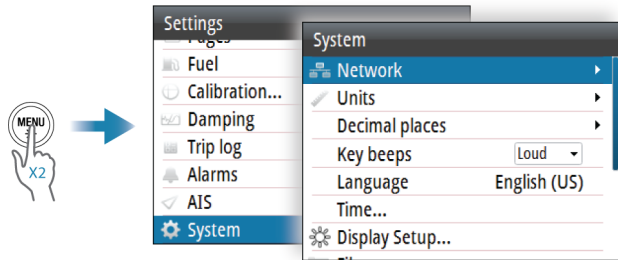 MENU
X2
Settings
Pages
Fuel
Calibration...
Damping
Trip log
Alarms
AIS
System
System
Network
Units
Decimal places
Key beeps Loud
Language English (US)
Time...
Display Setup...